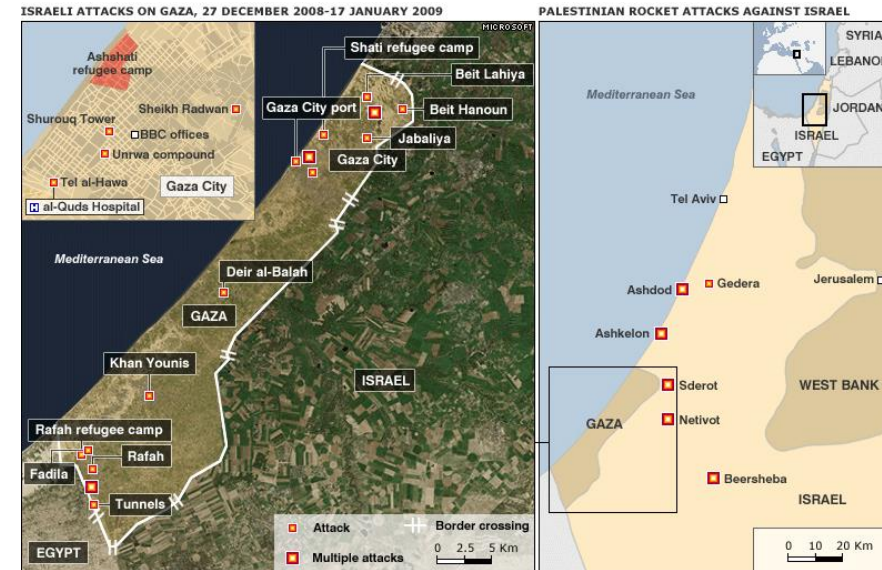 ISRAELI ATTACKS ON GAZA, 27 DECEMBER 2008-17 JANUARY 2009
MICROSOFT
Ashshati
refugee camp
Sheikh Radwan
Shurouq Tower
BBC offices
Unrwa compound
Tel al-Hawa
Gaza City
H al-Quds Hospital
Shati refugee camp
Beit Lahiya
Gaza City port
Beit Hanoun
Jabaliya
Gaza City
Mediterranean Sea
Deir al-Balah
GAZA
Khan Younis
ISRAEL
Rafah refugee camp
Rafah
Fadila
Tunnels
EGYPT
Attack
Border crossing
Multiple attacks
0 2.5 5 Km
PALESTINIAN ROCKET ATTACKS AGAINST ISRAEL
SYRIA
LEBANO
JORDAN
ISRAEL
EGYPT
Mediterranean Sea
Tel Aviv
Ashdod
Gedera
Jerusalem
Ashkelon
Sderot
WEST BANK
GAZA
Netivot
Beersheba
ISRAEL
0 10 20 Km